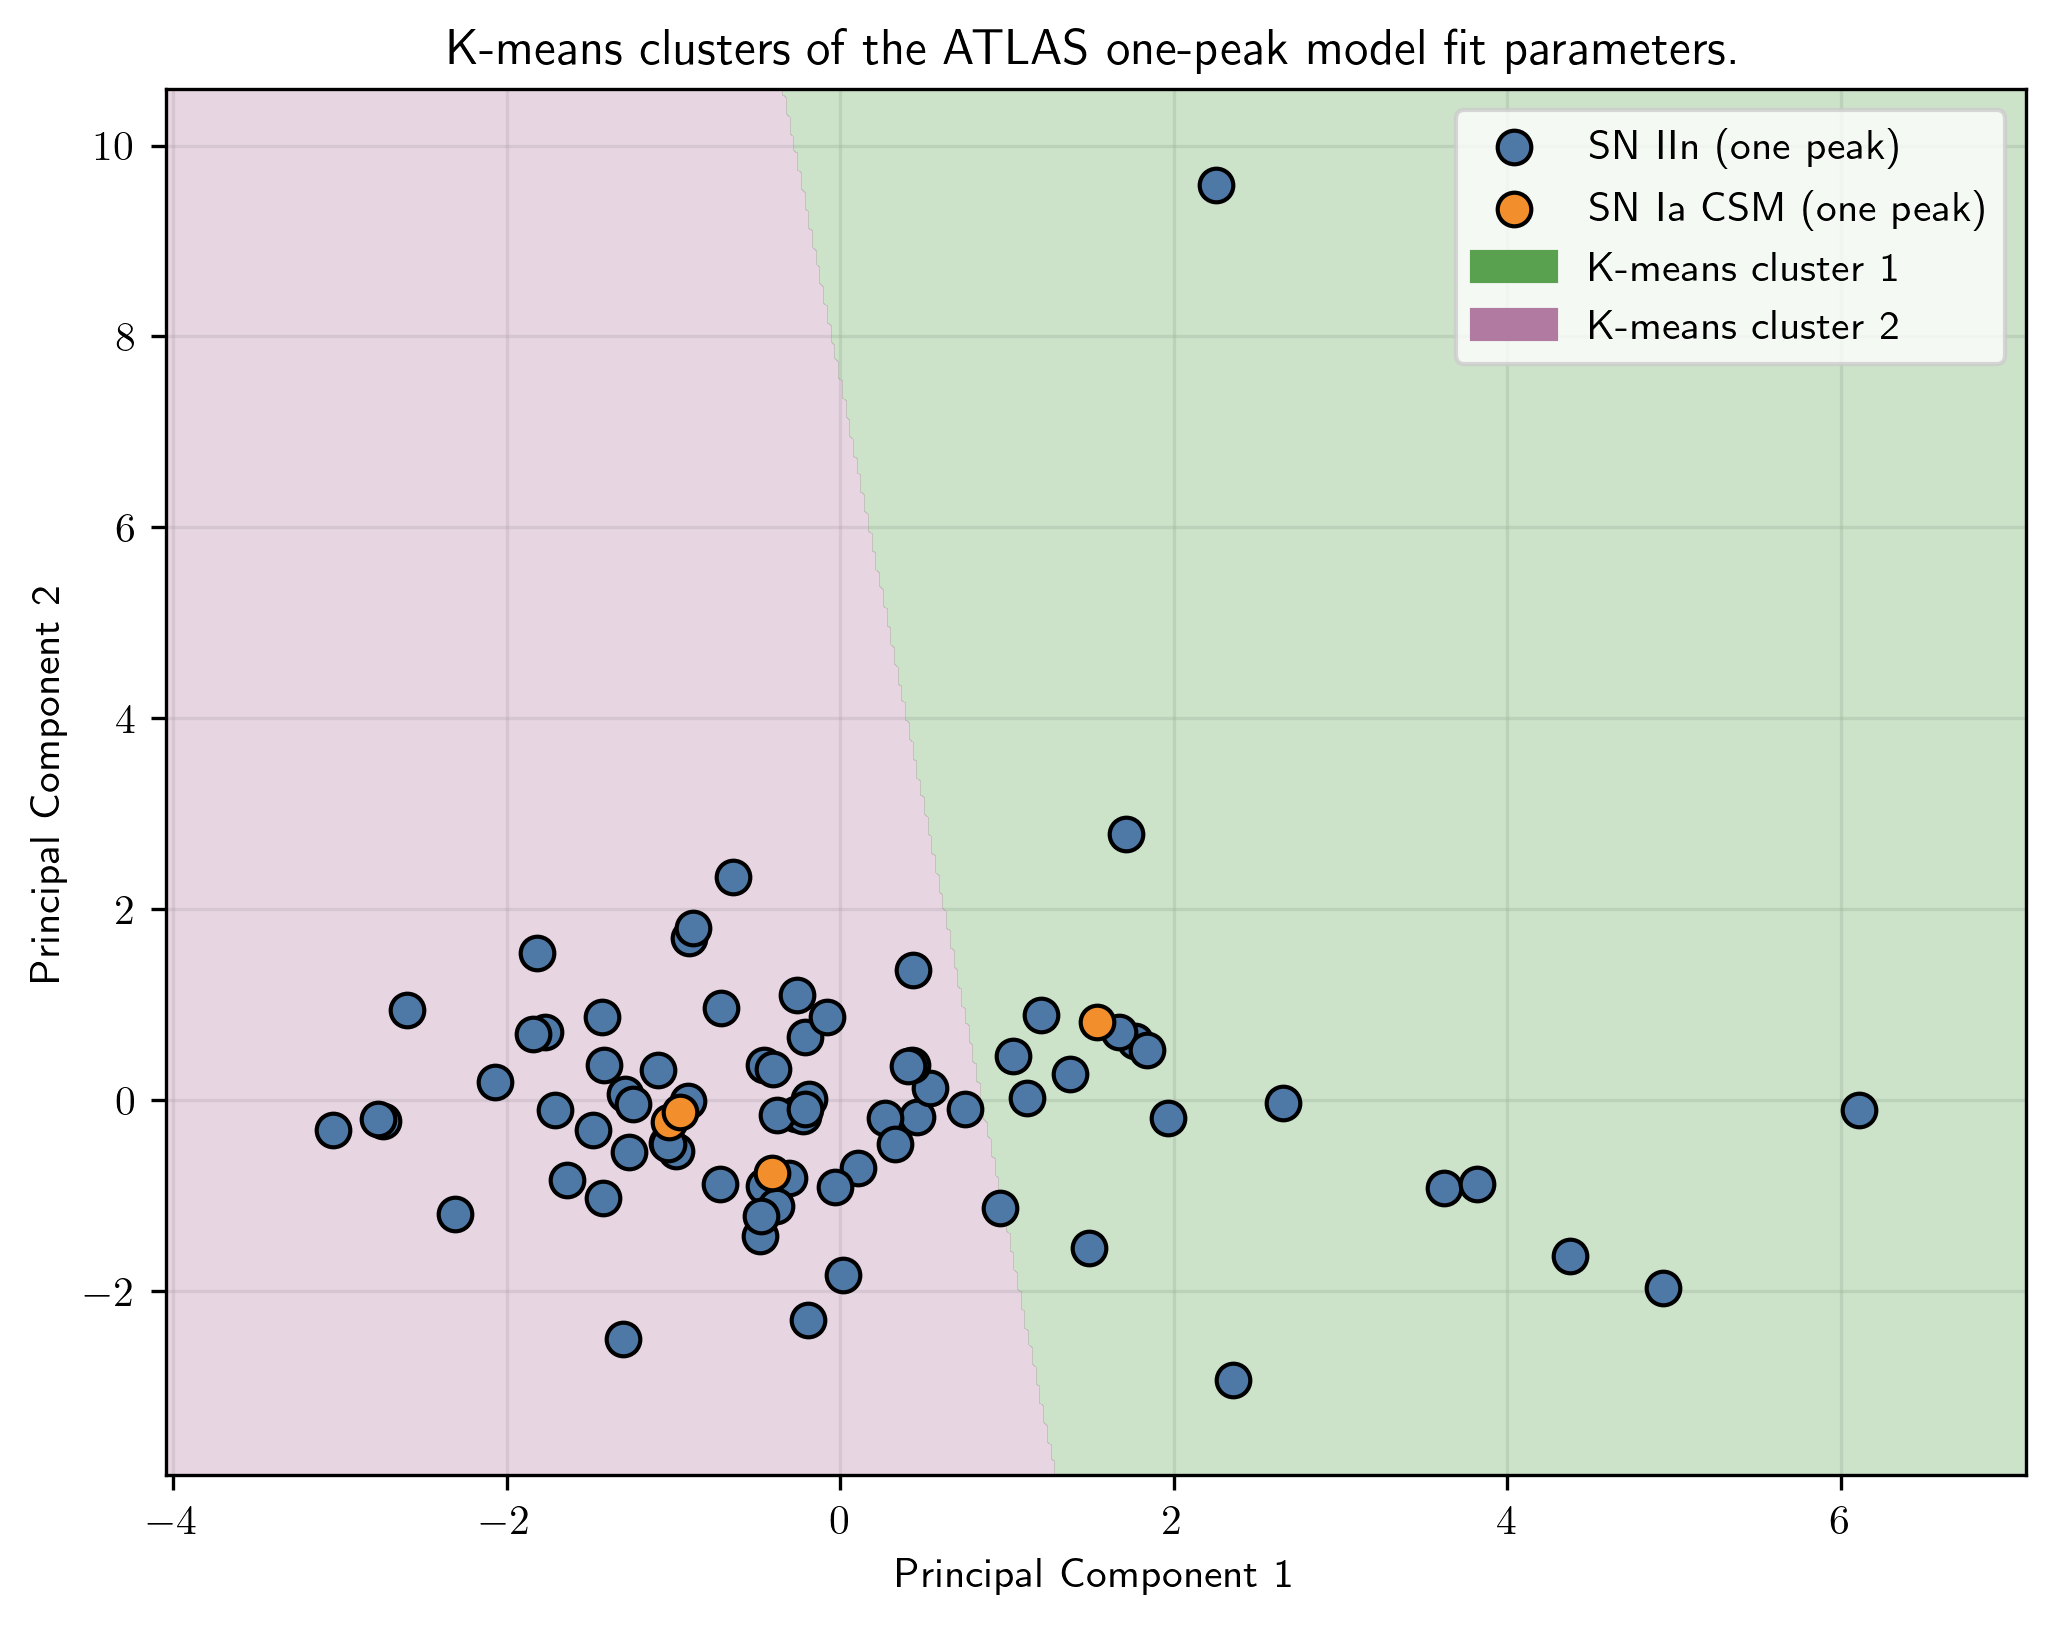 K-means clusters of the ATLAS one-peak model fit parameters.
SN IIn (one peak)
SN Ia CSM (one peak)
K-means cluster 1
K-means cluster 2
Principal Component 2
10
8
6
4
2
0
−2
−4
−2
0
2
4
6
Principal Component 1